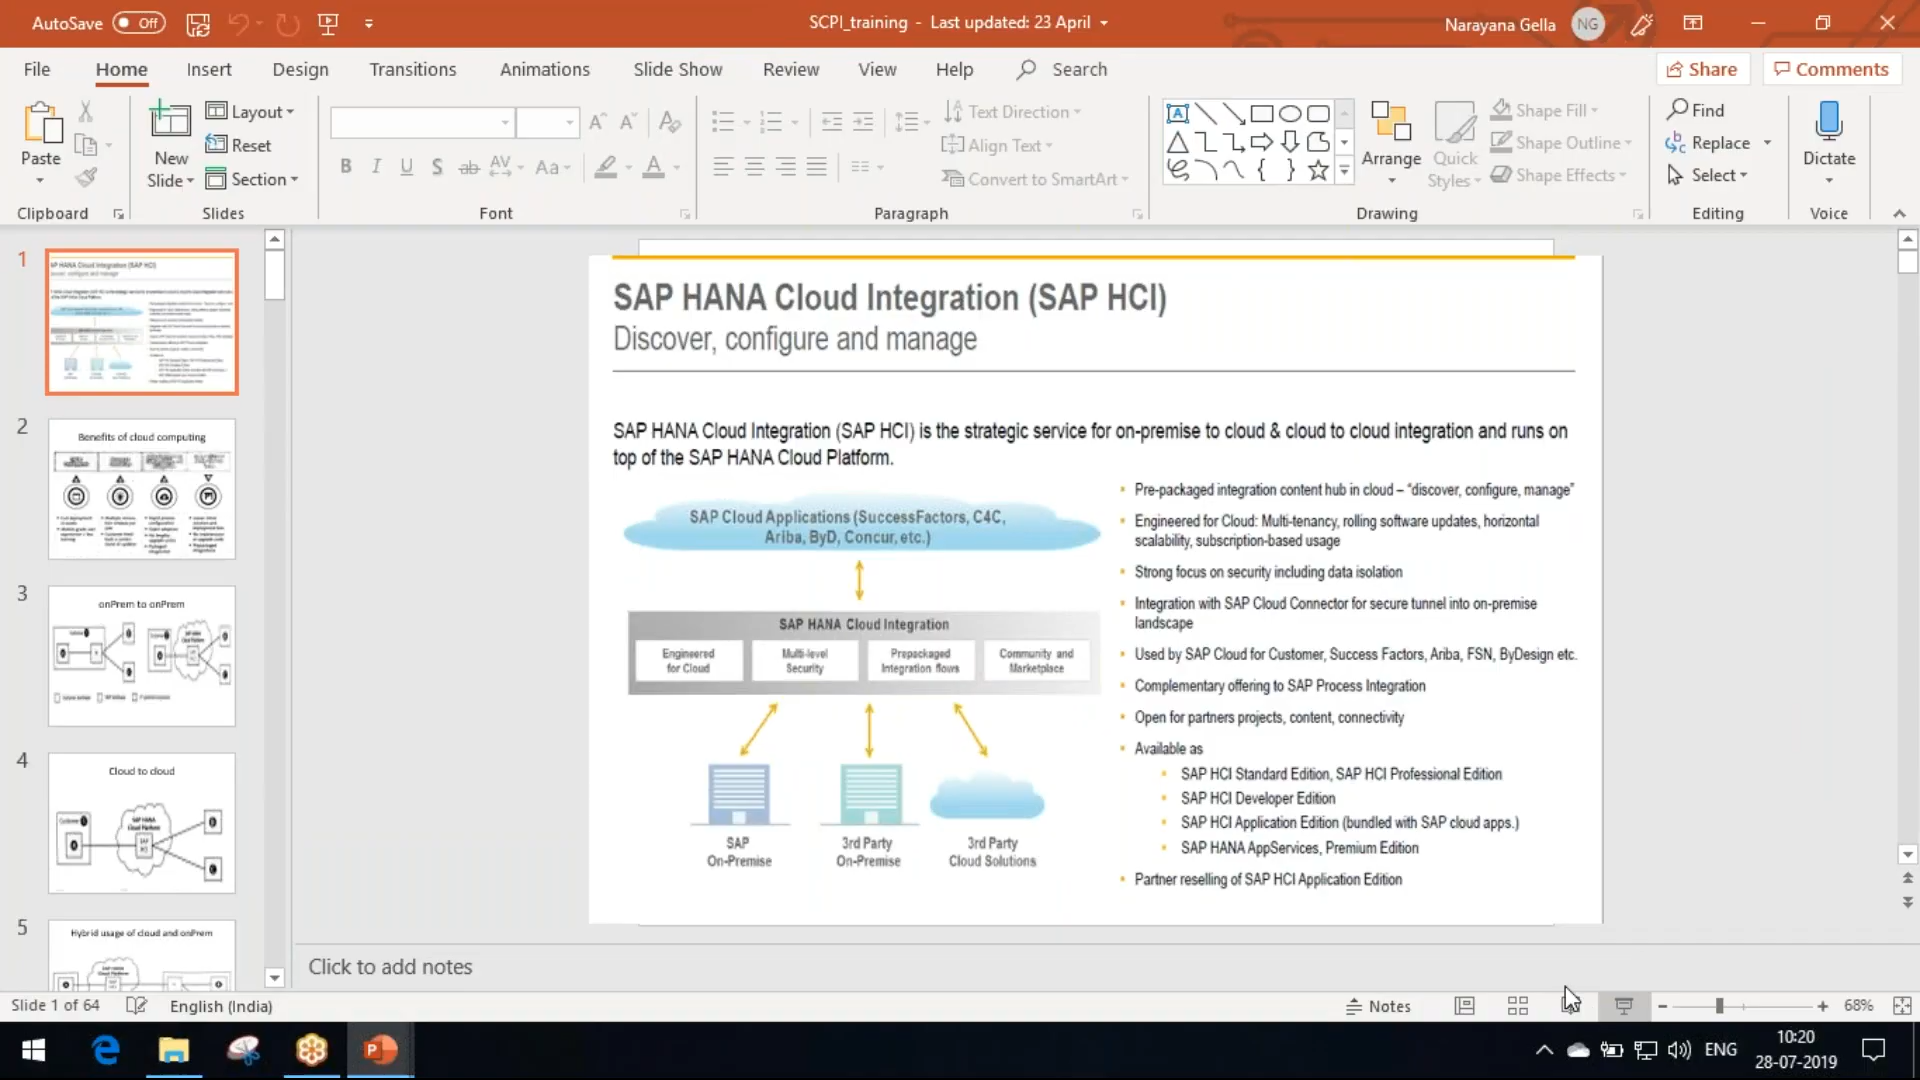 AutoSave Off
SCPI_training - Last updated: 23 April
Narayana Gella NG
File Home Insert Design Transitions Animations Slide Show Review View Help Search
Share Comments
Paste
Clipboard
New
Slide
Layout
Reset
Section
Slides
B I U S ab AV Aa A
Font
Text Direction
Align Text
Convert to SmartArt
Paragraph
Arrange
Quick
Styles
Shape Fill
Shape Outline
Shape Effects
Drawing
Find
Replace
Select
Editing
Dictate
Voice
1
2
Benefits of cloud computing
3
onPrem to onPrem
4
Cloud to cloud
5
Hybrid usage of cloud and onPrem
SAP HANA Cloud Integration (SAP HCI)
Discover, configure and manage
SAP HANA Cloud Integration (SAP HCI) is the strategic service for on-premise to cloud & cloud to cloud integration and runs on
top of the SAP HANA Cloud Platform.
SAP Cloud Applications (SuccessFactors, C4C,
Ariba, ByD, Concur, etc.)
SAP HANA Cloud Integration
Engineered
for Cloud
Multi-level
Security
Prepackaged
Integration flows
Community and
Marketplace
SAP
On-Premise
3rd Party
On-Premise
3rd Party
Cloud Solutions
Pre-packaged integration content hub in cloud – “discover, configure, manage”
Engineered for Cloud: Multi-tenancy, rolling software updates, horizontal
scalability, subscription-based usage
Strong focus on security including data isolation
Integration with SAP Cloud Connector for secure tunnel into on-premise
landscape
Used by SAP Cloud for Customer, Success Factors, Ariba, FSN, ByDesign etc.
Complementary offering to SAP Process Integration
Open for partners projects, content, connectivity
Available as
SAP HCI Standard Edition, SAP HCI Professional Edition
SAP HCI Developer Edition
SAP HCI Application Edition (bundled with SAP cloud apps.)
SAP HANA AppServices, Premium Edition
Partner reselling of SAP HCI Application Edition
Click to add notes
Slide 1 of 64 English (India)
Notes
68%
ENG
10:20
28-07-2019